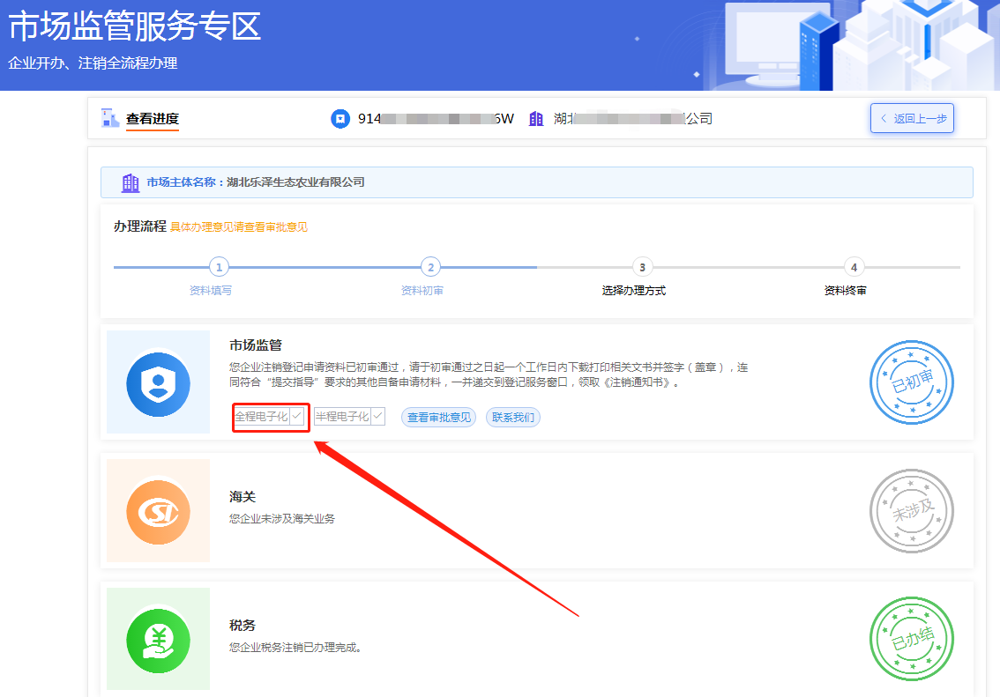 市场监管服务专区
企业开办、注销全流程办理
查看进度
914
6W
湖北
公司
返回上一步
市场主体名称：湖北乐泽生态农业有限公司
办理流程 具体办理意见请查看审批意见
1
2
3
4
资料填写
资料初审
选择办理方式
资料终审
市场监管
您企业注销登记申请资料已初审通过，请于初审通过之日起一个工作日内下载打印相关文书并签字（盖章），连
同符合“提交指导”要求的其他自备申请材料，一并递交到登记服务窗口，领取《注销通知书》。
全程电子化
半程电子化
查看审批意见
联系我们
已初审
海关
您企业未涉及海关业务
未涉及
税务
您企业税务注销已办理完成。
已办结